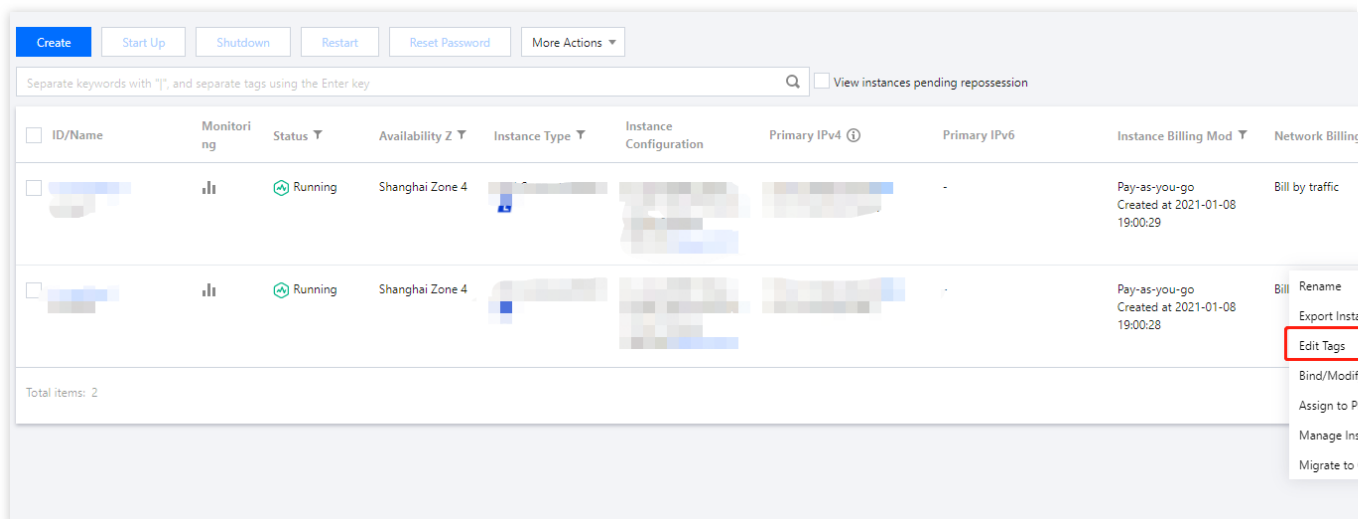 Create Start Up Shutdown Restart Reset Password More Actions
Separate keywords with "|", and separate tags using the Enter key View instances pending repossession
ID/Name Monitori
ng Status Availability Z Instance Type Instance
Configuration Primary IPv4 Primary IPv6 Instance Billing Mod Network Billing
Running Shanghai Zone 4 - Pay-as-you-go Bill by traffic
Created at 2021-01-08
19:00:29
Running Shanghai Zone 4 - Pay-as-you-go Bill
Created at 2021-01-08
19:00:28
Rename
Export Insta
Edit Tags
Bind/Modif
Assign to P
Manage Ins
Migrate to
Total items: 2